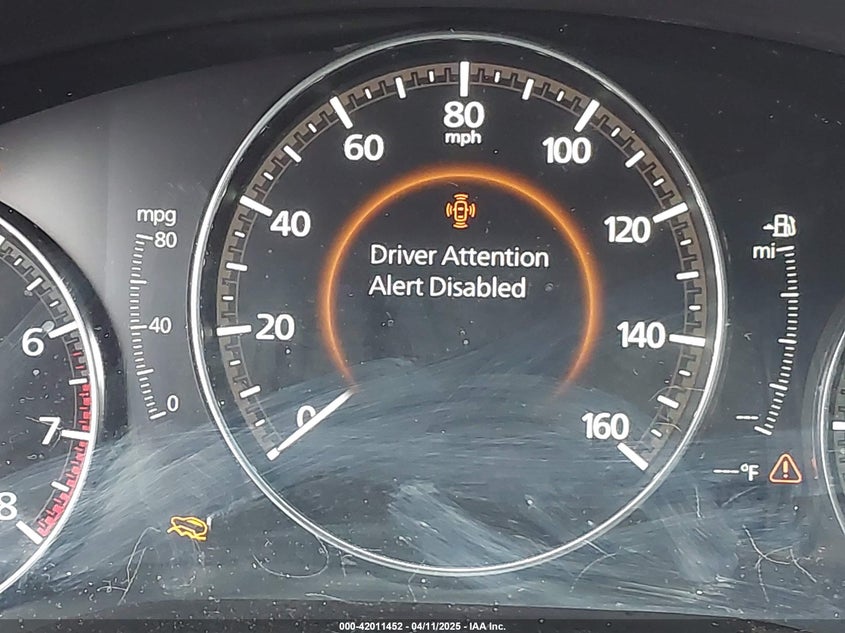 80
mph
60
100
40
120
20
140
0
160
Driver Attention
Alert Disabled
mpg
80
40
0
6
7
8
mi
--
---°F
000-42011452 - 04/11/2025 - IAA Inc.